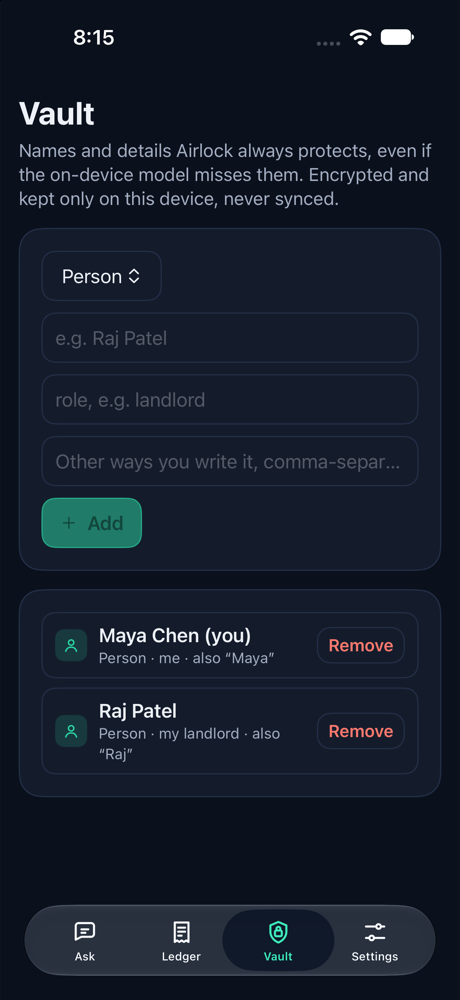 8:15
Vault
Names and details Airlock always protects, even if
the on-device model misses them. Encrypted and
kept only on this device, never synced.
Person
e.g. Raj Patel
role, e.g. landlord
Other ways you write it, comma-separ...
+ Add
Maya Chen (you)
Person · me · also “Maya”
Remove
Raj Patel
Person · my landlord · also
“Raj”
Remove
Ask
Ledger
Vault
Settings